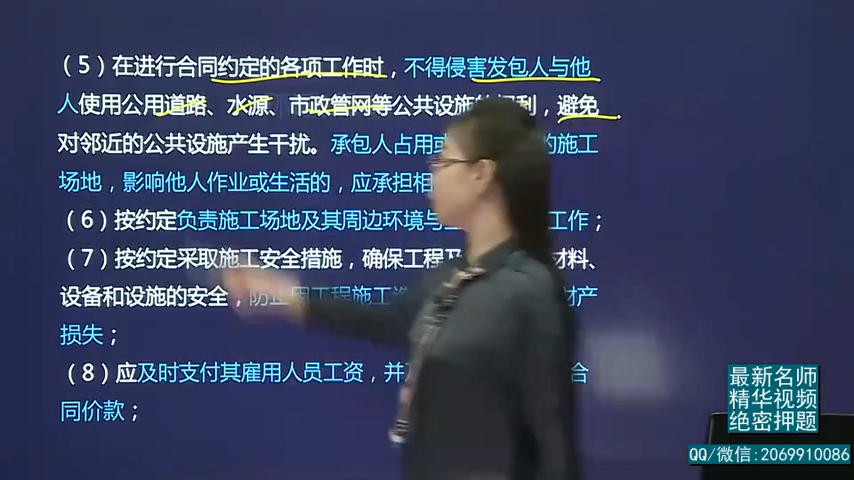 （5）在进行合同约定的各项工作时，不得侵害发包人与他
人使用公用道路、水源、市政管网等公共设施的权利，避免
对邻近的公共设施产生干扰。承包人占用或 的施工
场地，影响他人作业或生活的，应承担相
（6）按约定负责施工场地及其周边环境与 工作；
（7）按约定采取施工安全措施，确保工程及 材料、
设备和设施的安全，防止因工程施工造 财产
损失；
（8）应及时支付其雇用人员工资，并及 合
同价款；
最新名师
精华视频
绝密押题
QQ/微信:2069910086